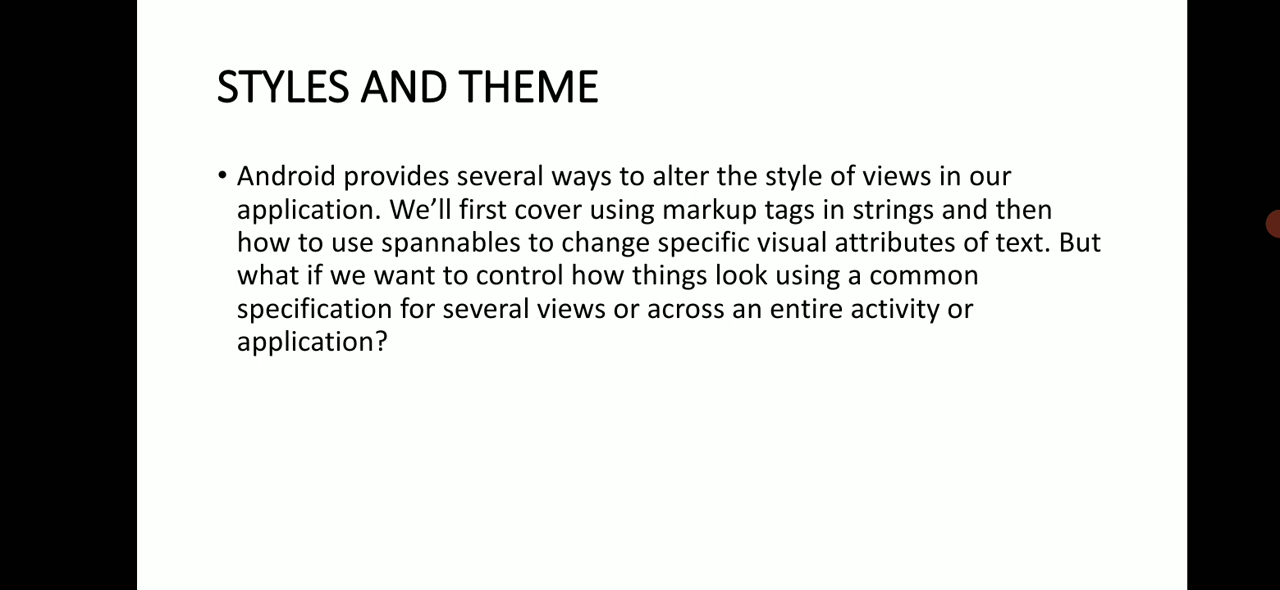 STYLES AND THEME
• Android provides several ways to alter the style of views in our
application. We’ll first cover using markup tags in strings and then
how to use spannables to change specific visual attributes of text. But
what if we want to control how things look using a common
specification for several views or across an entire activity or
application?